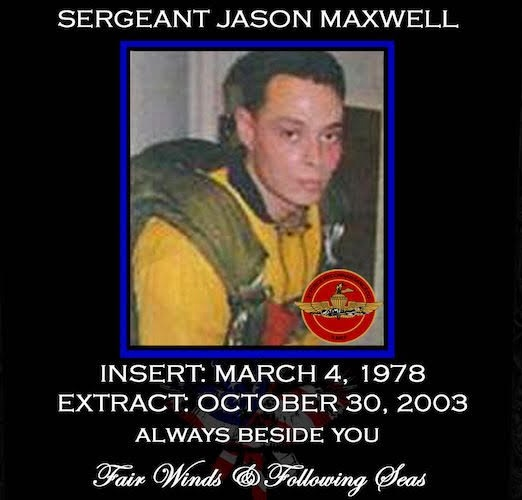 SERGEANT JASON MAXWELL
INSERT: MARCH 4, 1978
EXTRACT: OCTOBER 30, 2003
ALWAYS BESIDE YOU
Fair Winds & Following Seas